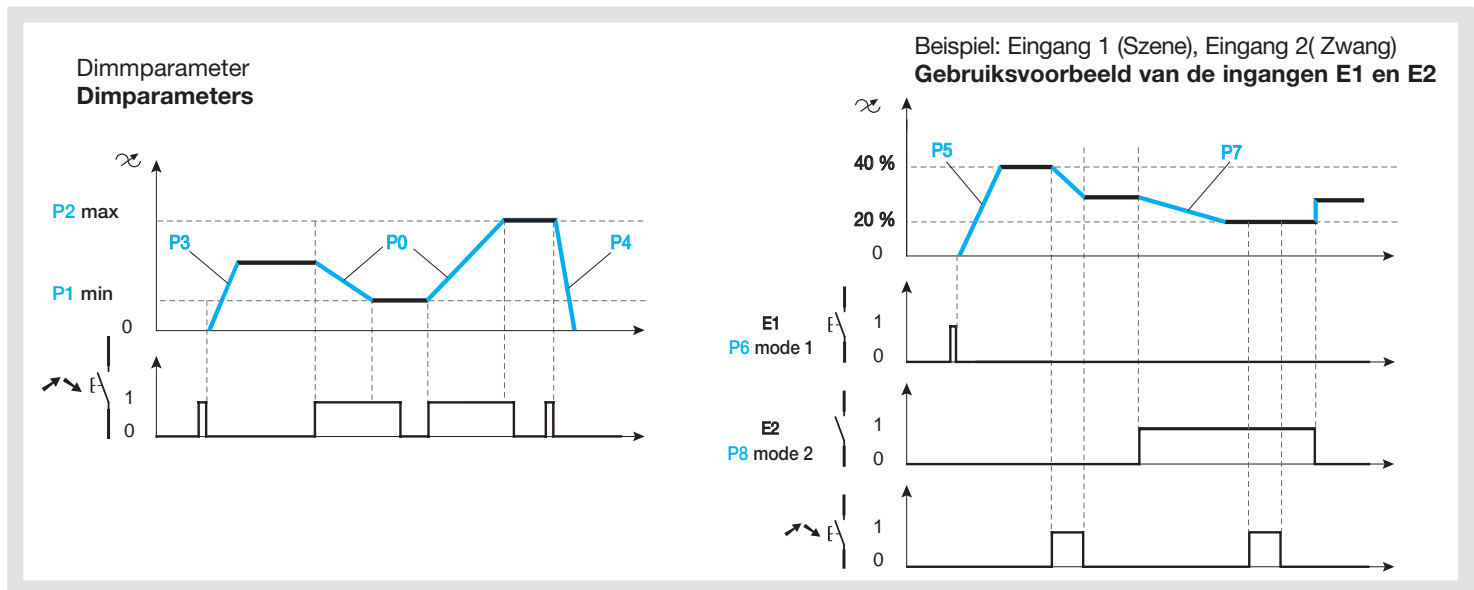 Dimmparameter
Dimparameters
P2 max
P3
P0
P4
P1 min
0
1
0
Beispiel: Eingang 1 (Szene), Eingang 2( Zwang)
Gebruiksvoorbeeld van de ingangen E1 en E2
40 %
P5
P7
20 %
0
E1
P6 mode 1
1
0
E2
P8 mode 2
1
0
1
0